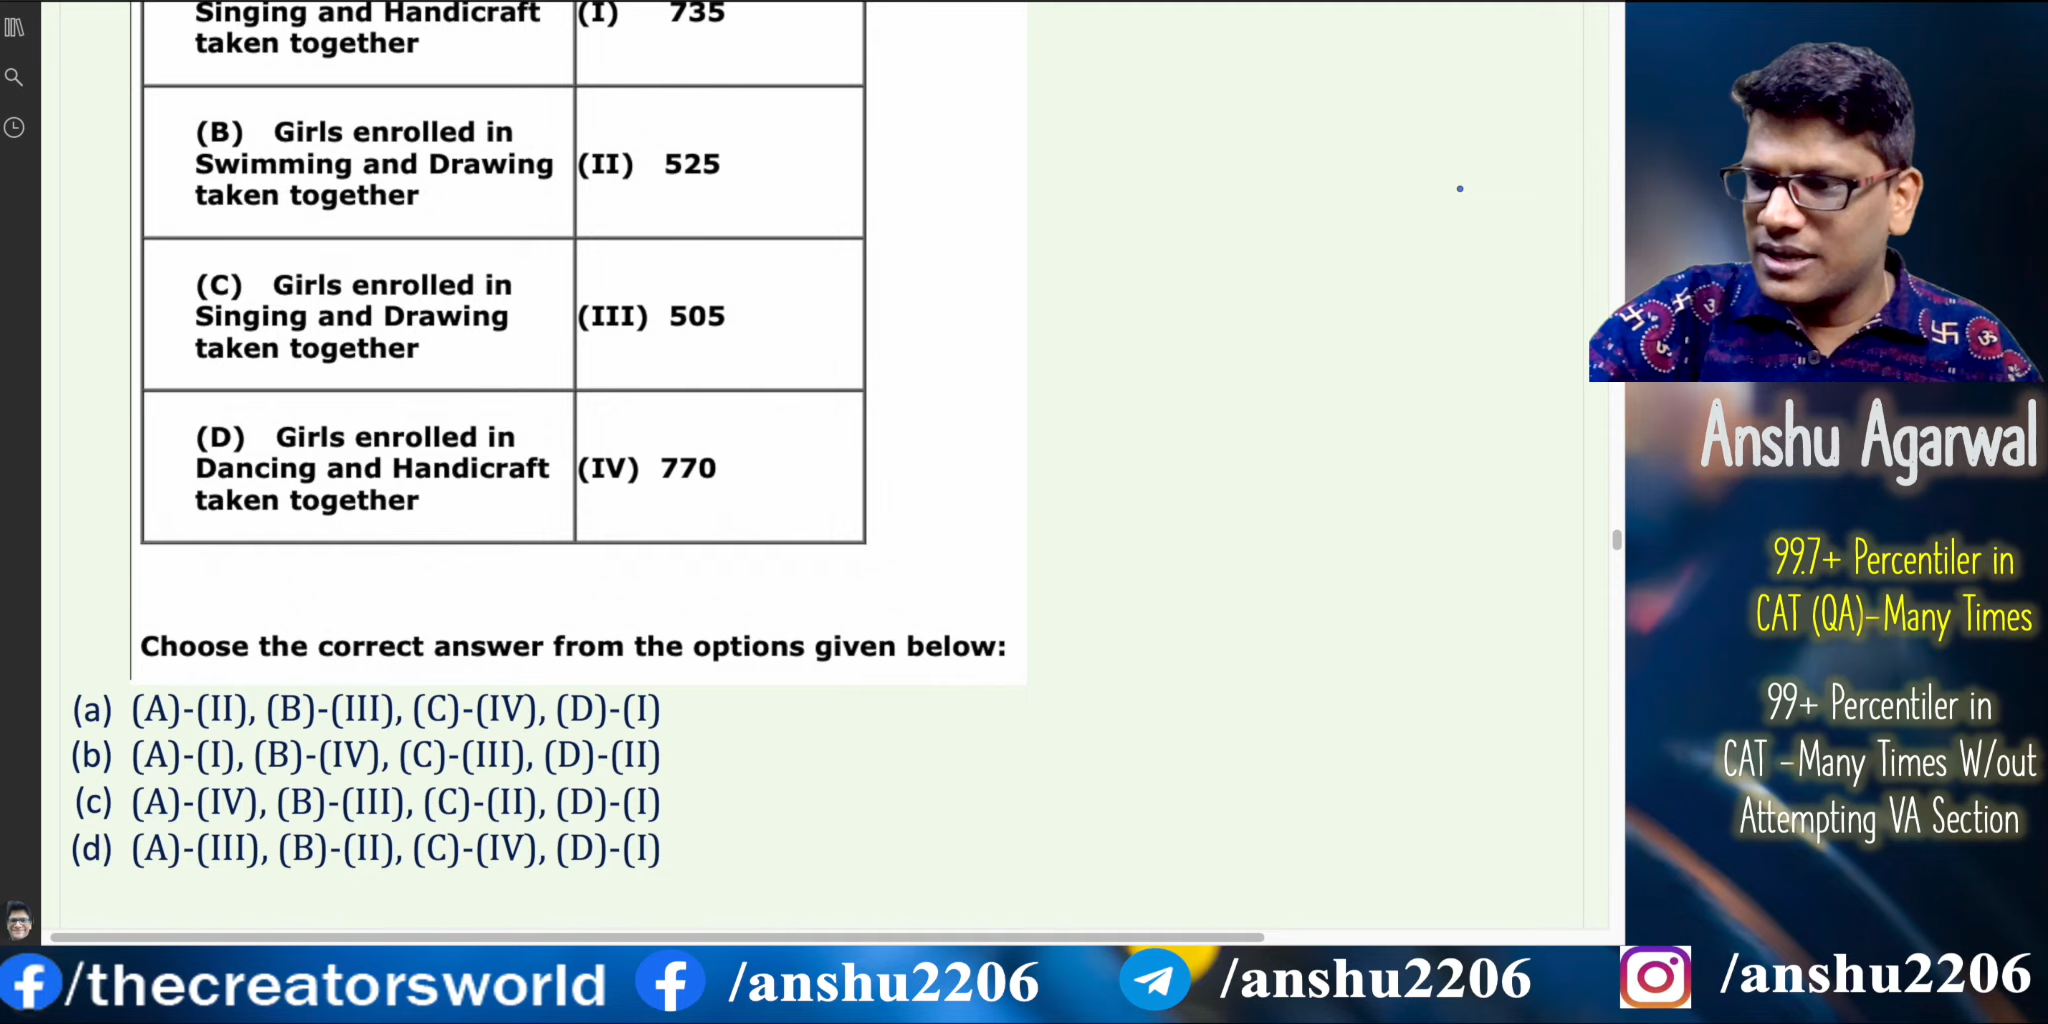 Singing and Handicraft (I) 735
taken together
(B) Girls enrolled in
Swimming and Drawing (II) 525
taken together
(C) Girls enrolled in
Singing and Drawing (III) 505
taken together
(D) Girls enrolled in
Dancing and Handicraft (IV) 770
taken together
Choose the correct answer from the options given below:
(a) (A)-(II), (B)-(III), (C)-(IV), (D)-(I)
(b) (A)-(I), (B)-(IV), (C)-(III), (D)-(II)
(c) (A)-(IV), (B)-(III), (C)-(II), (D)-(I)
(d) (A)-(III), (B)-(II), (C)-(IV), (D)-(I)
Anshu Agarwal
99.7+ Percentiler in
CAT (QA)-Many Times
99+ Percentiler in
CAT -Many Times W/out
Attempting VA Section
/thecreatorsworld /anshu2206 /anshu2206 /anshu2206